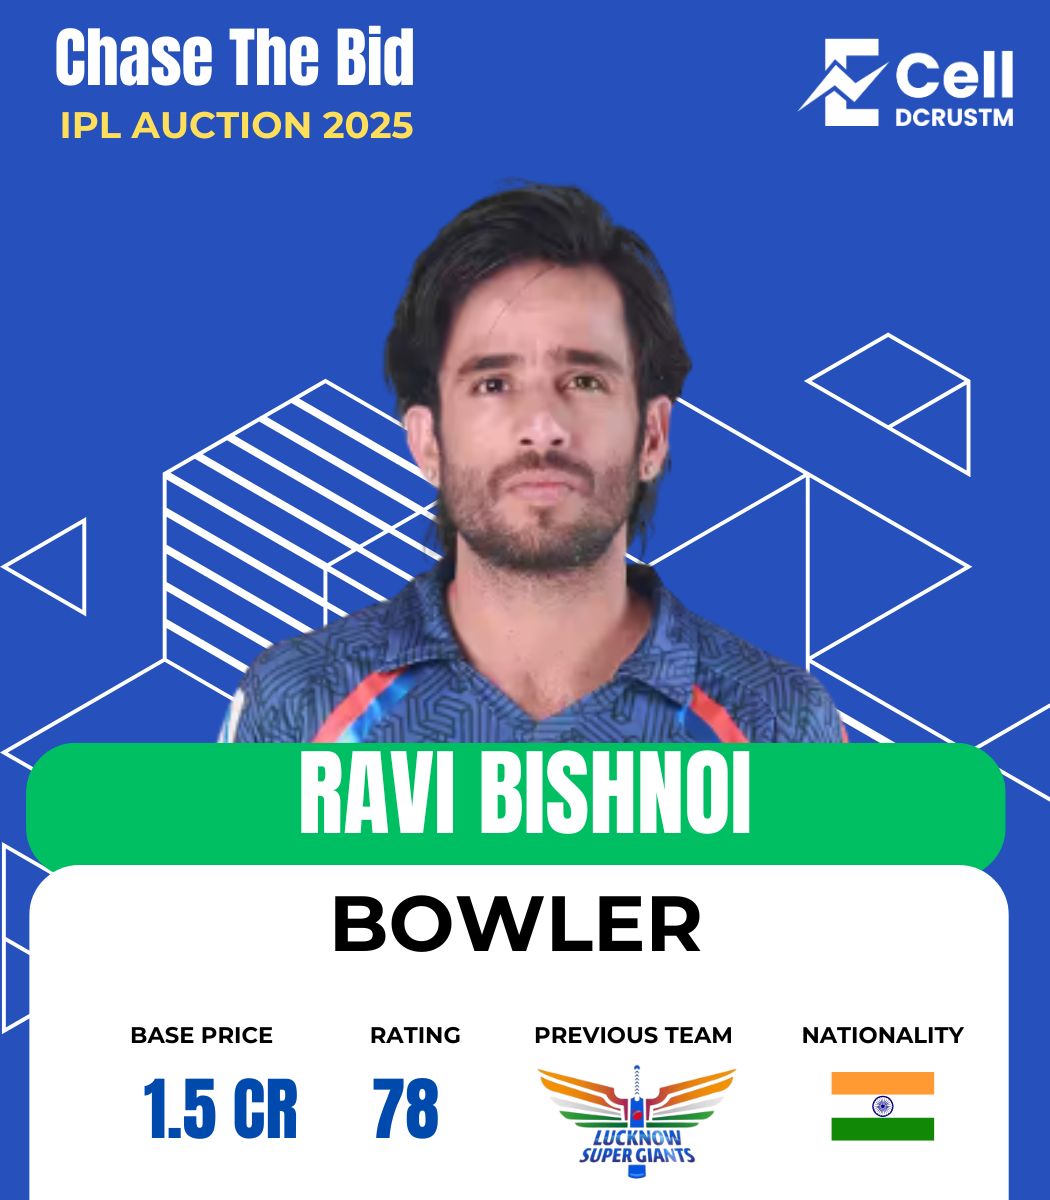 Chase The Bid
IPL AUCTION 2025
Cell
DCRUSTM
RAVI BISHNOI
BOWLER
BASE PRICE
RATING
PREVIOUS TEAM
NATIONALITY
1.5 CR
78
LUCKNOW
SUPER GIANTS